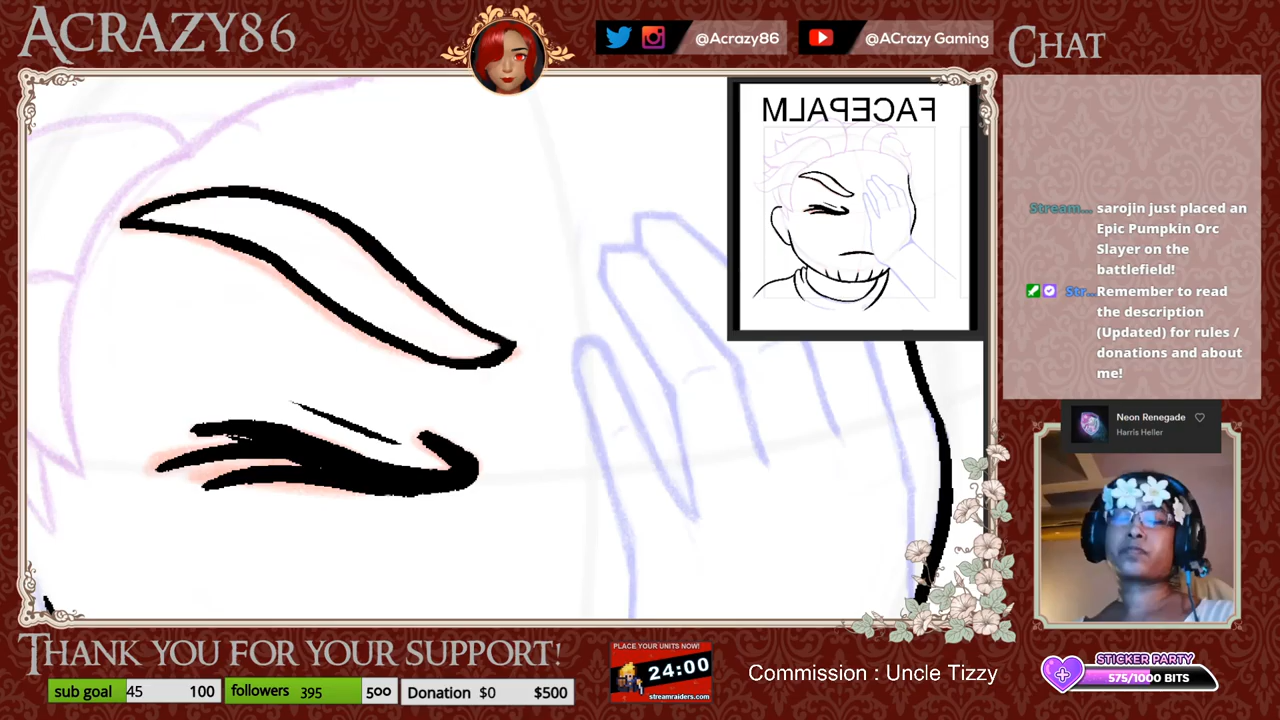 ACRAZY86
@Acrazy86
@ACrazy Gaming
CHAT
FACEPALM
Stream... sarojin just placed an
Epic Pumpkin Orc
Slayer on the
battlefield!
Str... Remember to read
the description
(Updated) for rules /
donations and about
me!
Neon Renegade
Harris Heller
THANK YOU FOR YOUR SUPPORT!
sub goal 45 100
followers 395 500
Donation $0 $500
PLACE YOUR UNITS NOW!
24:00
streamraiders.com
Commission : Uncle Tizzy
STICKER PARTY
575/1000 BITS